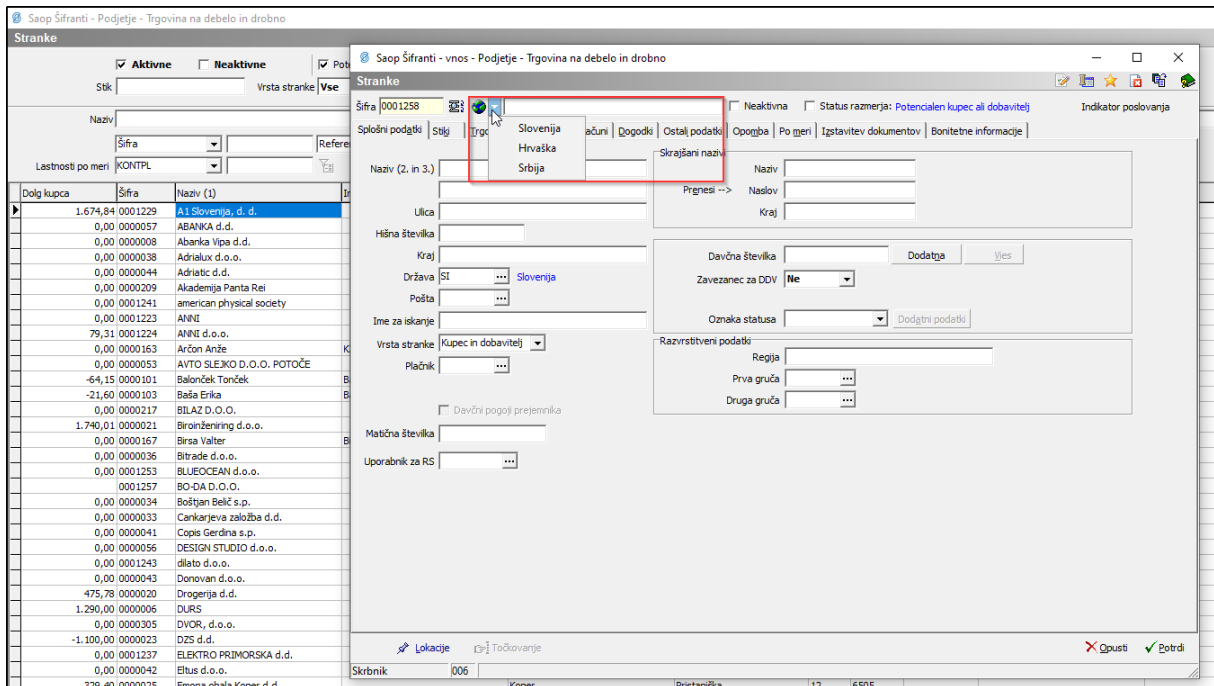 Saop Šifranti - Podjetje - Trgovina na debelo in drobno
Stranke
Aktivne
Neaktivne
Stik
Vrsta stranke Vse
Naziv
Šifra
Lastnosti po meri KONTPL
Dolg kupca Šifra Naziv (1)
1.674,84 0001229 A1 Slovenija, d. d.
0,00 0000057 ABANKA d.d.
0,00 0000008 Abanka Vipa d.d.
0,00 0000038 Adrialux d.o.o.
0,00 0000044 Adriatic d.d.
0,00 0000209 Akademija Panta Rei
0,00 0001241 american physical society
0,00 0001223 ANNI
79,31 0001224 ANNI d.o.o.
0,00 0000163 Arčon Anže
0,00 0000053 AVTO SLEJKO D.O.O. POTOČE
-64,15 0000101 Balonček Tonček
-21,60 0000103 Baša Erika
0,00 0000217 BILAZ D.O.O.
1.740,01 0000021 Biroinženiring d.o.o.
0,00 0000167 Birsa Valter
0,00 0000036 Bitrade d.o.o.
0,00 0001253 BLUEOCEAN d.o.o.
0001257 BO-DA D.O.O.
0,00 0000034 Boštjan Belič s.p.
0,00 0000033 Cankarjeva založba d.d.
0,00 0000041 Copis Gerdina s.p.
0,00 0000056 DESIGN STUDIO d.o.o.
0,00 0001243 dilato d.o.o.
0,00 0000043 Donovan d.o.o.
475,78 0000020 Drogerija d.d.
1.290,00 0000006 DURS
0,00 0000305 DVOR, d.o.o.
-1.100,00 0000023 DZS d.d.
0,00 0001237 ELEKTRO PRIMORSKA d.d.
0,00 0000042 Eltus d.o.o.
329,40 0000025 Emona obala Koper d.d. Koper Pristaniška 12 6505
Saop Šifranti - vnos - Podjetje - Trgovina na debelo in drobno
Stranke
Šifra 0001258
Neaktivna
Status razmerja: Potencialen kupec ali dobavitelj
Indikator poslovanja
Splošni podatki Stiki Dogodki Ostali podatki Opomba Po meri Izstavitev dokumentov Bonitetne informacije
Slovenija
Hrvaška
Srbija
Naziv (2. in 3.)
Ulica
Hišna številka
Kraj
Država SI ... Slovenija
Pošta ...
Ime za iskanje
Vrsta stranke Kupec in dobavitelj
Plačnik ...
Davčni pogoji prejemnika
Matična številka
Uporabnik za RS ...
Skrajšani nazivi
Naziv
Prenesi --> Naslov
Kraj
Davčna številka Dodatna Vies
Zavezanec za DDV Ne
Oznaka statusa Dodatni podatki
Razvrstitveni podatki
Regija
Prva gruča ...
Druga gruča ...
Lokacije Točkovanje Opusti Potrdi
Skrbnik 006